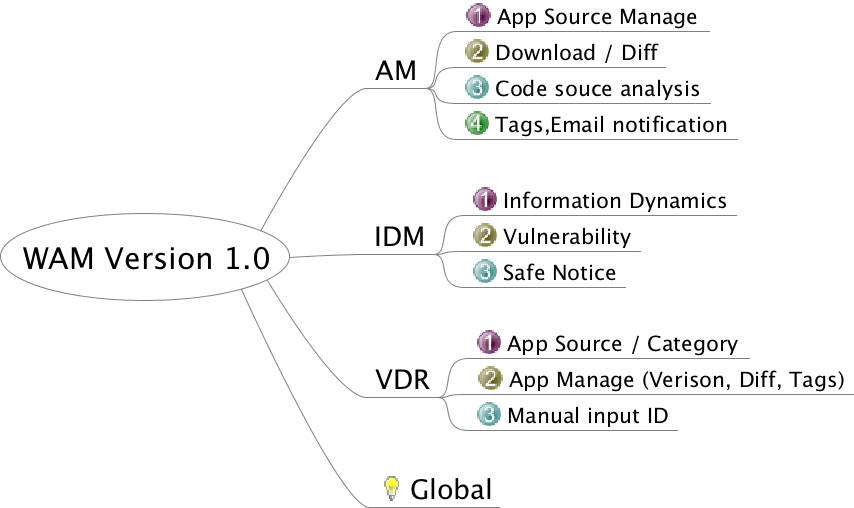 WAM Version 1.0
AM
1 App Source Manage
2 Download / Diff
3 Code souce analysis
4 Tags,Email notification
IDM
1 Information Dynamics
2 Vulnerability
3 Safe Notice
VDR
1 App Source / Category
2 App Manage (Verison, Diff, Tags)
3 Manual input ID
Global